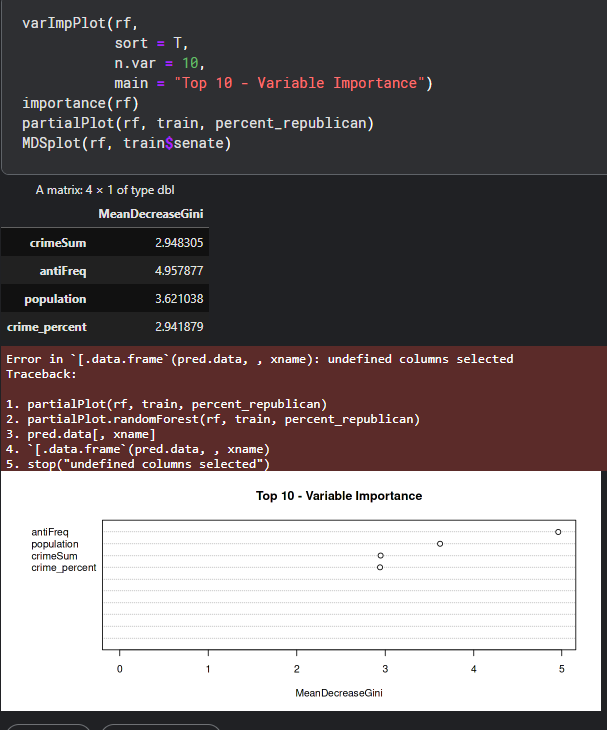 varImpPlot(rf,
sort = T,
n.var = 10,
main = "Top 10 - Variable Importance")
importance(rf)
partialPlot(rf, train, percent_republican)
MDSplot(rf, train$senate)
A matrix: 4 × 1 of type dbl
MeanDecreaseGini
crimeSum 2.948305
antiFreq 4.957877
population 3.621038
crime_percent 2.941879
Error in `[.data.frame`(pred.data, , xname): undefined columns selected
Traceback:
1. partialPlot(rf, train, percent_republican)
2. partialPlot.randomForest(rf, train, percent_republican)
3. pred.data[, xname]
4. `[.data.frame`(pred.data, , xname)
5. stop("undefined columns selected")
Top 10 - Variable Importance
antiFreq
population
crimeSum
crime_percent
0 1 2 3 4 5
MeanDecreaseGini